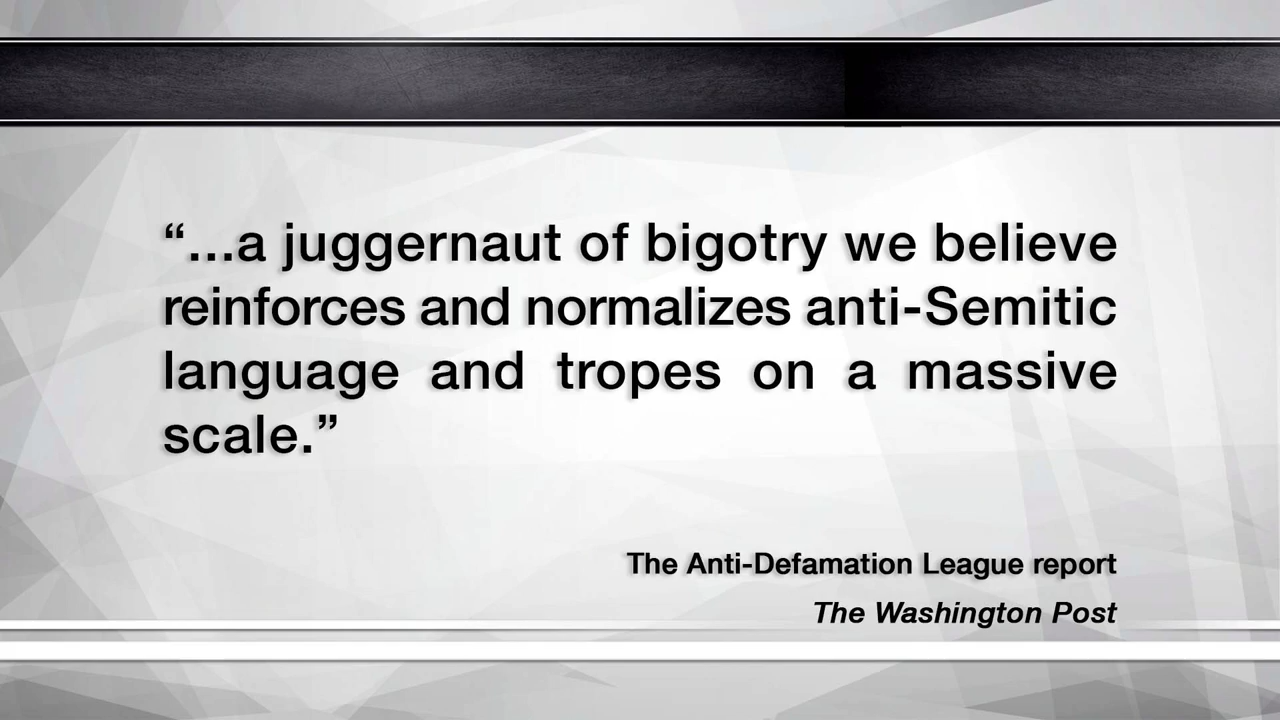 “...a juggernaut of bigotry we believe
reinforces and normalizes anti-Semitic
language and tropes on a massive
scale.”
The Anti-Defamation League report
The Washington Post